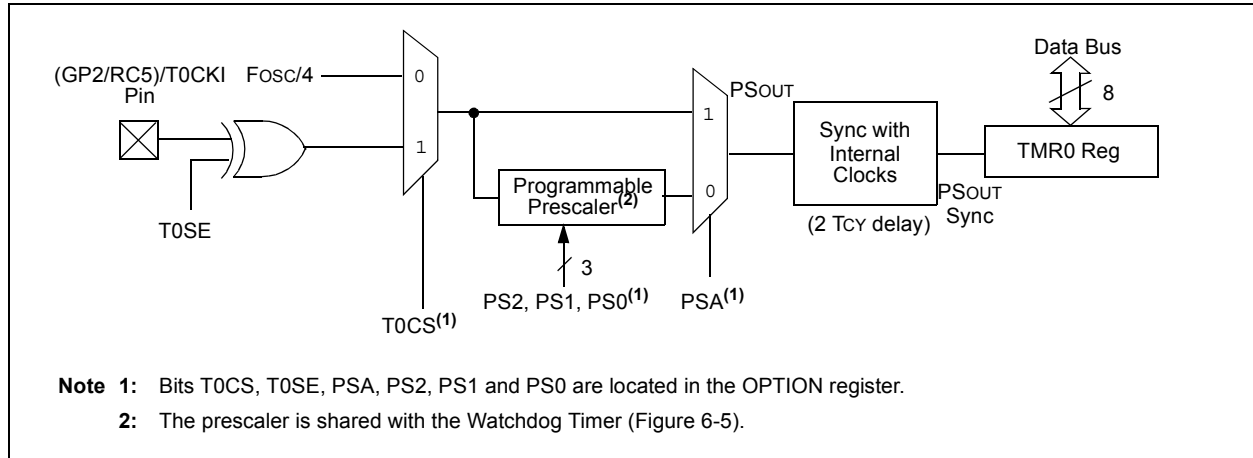 Data Bus
8
(GP2/RC5)/T0CKI
Pin
FOSC/4
0
1
T0SE
T0CS(1)
Programmable
Prescaler(2)
3
PS2, PS1, PS0(1)
1
0
PSA(1)
PSOUT
Sync with
Internal
Clocks
(2 TCY delay)
PSOUT
Sync
TMR0 Reg
Note 1: Bits T0CS, T0SE, PSA, PS2, PS1 and PS0 are located in the OPTION register.
2: The prescaler is shared with the Watchdog Timer (Figure 6-5).